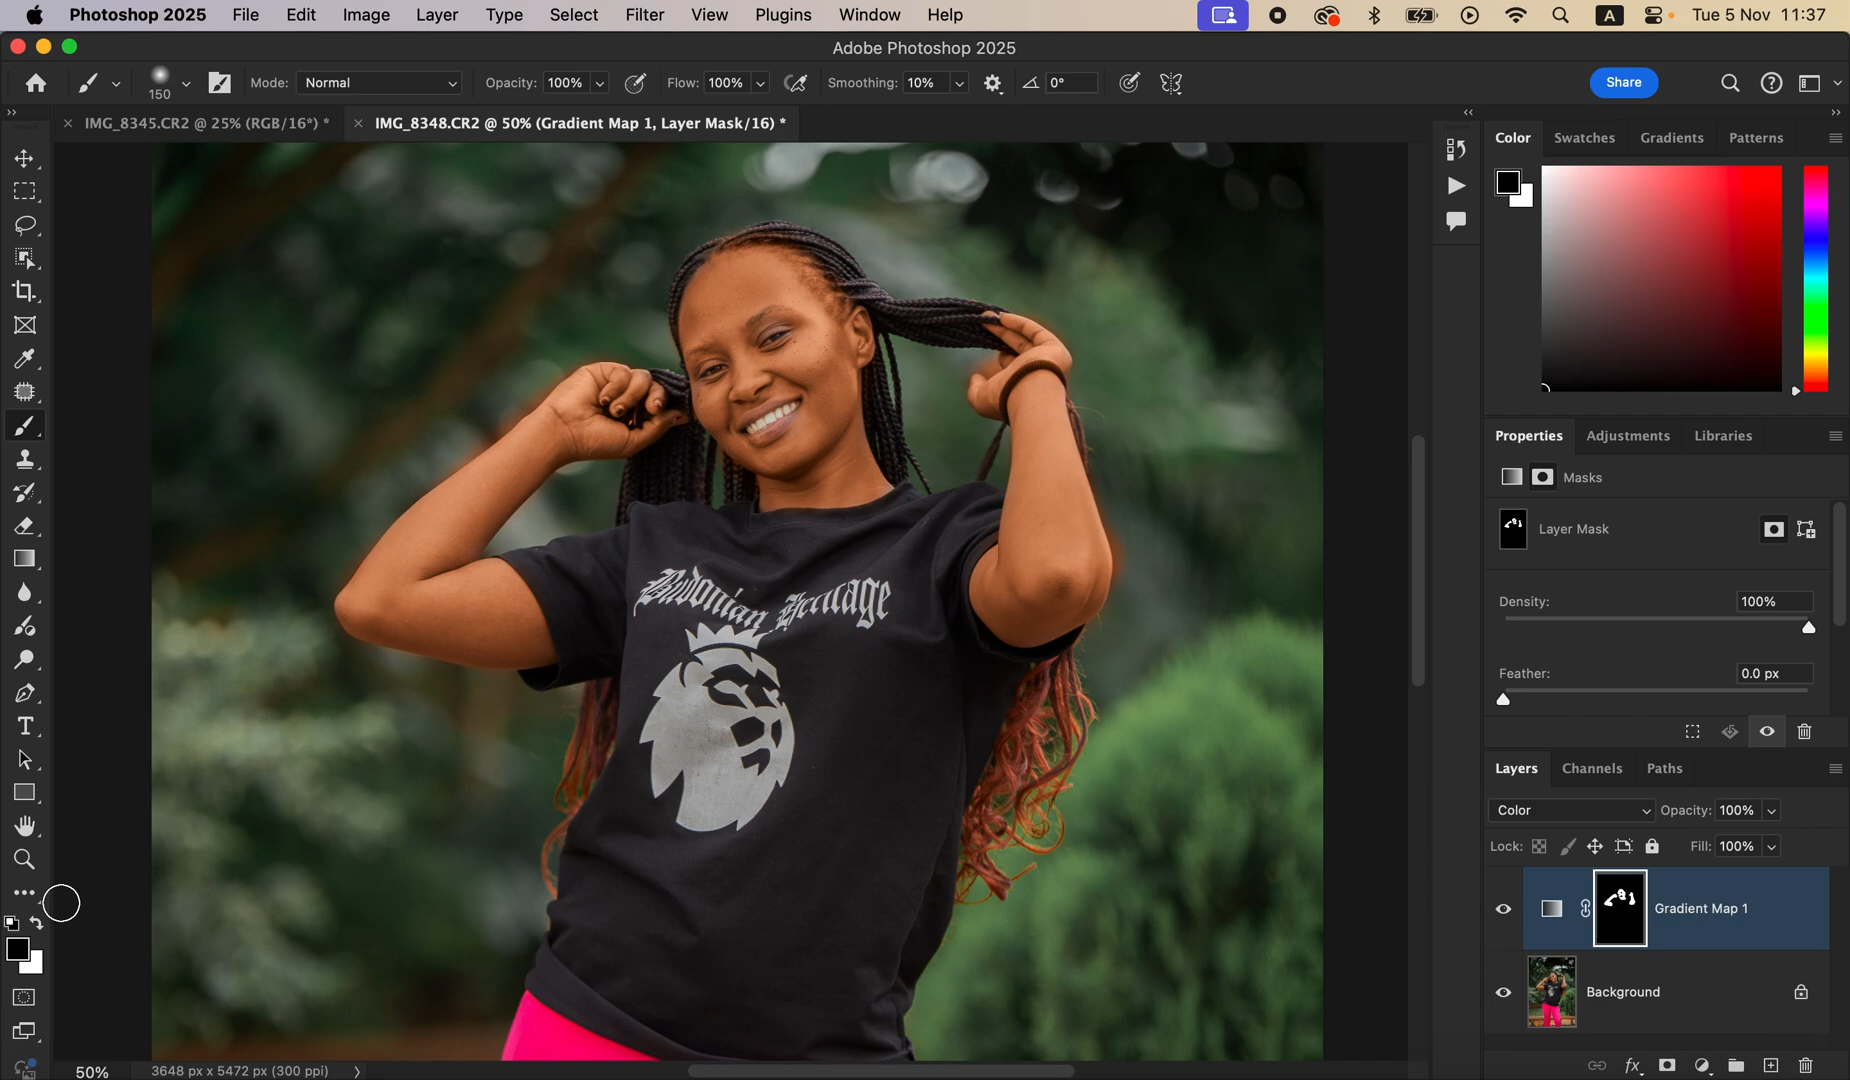 Photoshop 2025 File Edit Image Layer Type Select Filter View Plugins Window Help A Tue 5 Nov 11:37
Adobe Photoshop 2025
150 Mode: Normal Opacity: 100% Flow: 100% Smoothing: 10% 0° Share
IMG_8345.CR2 @ 25% (RGB/16*) * IMG_8348.CR2 @ 50% (Gradient Map 1, Layer Mask/16) *
Color Swatches Gradients Patterns
Properties Adjustments Libraries
Masks
Layer Mask
Density: 100%
Feather: 0.0 px
Layers Channels Paths
Color Opacity: 100%
Lock: Fill: 100%
Gradient Map 1
Background
Budonian Heritage
50% 3648 px x 5472 px (300 ppi)